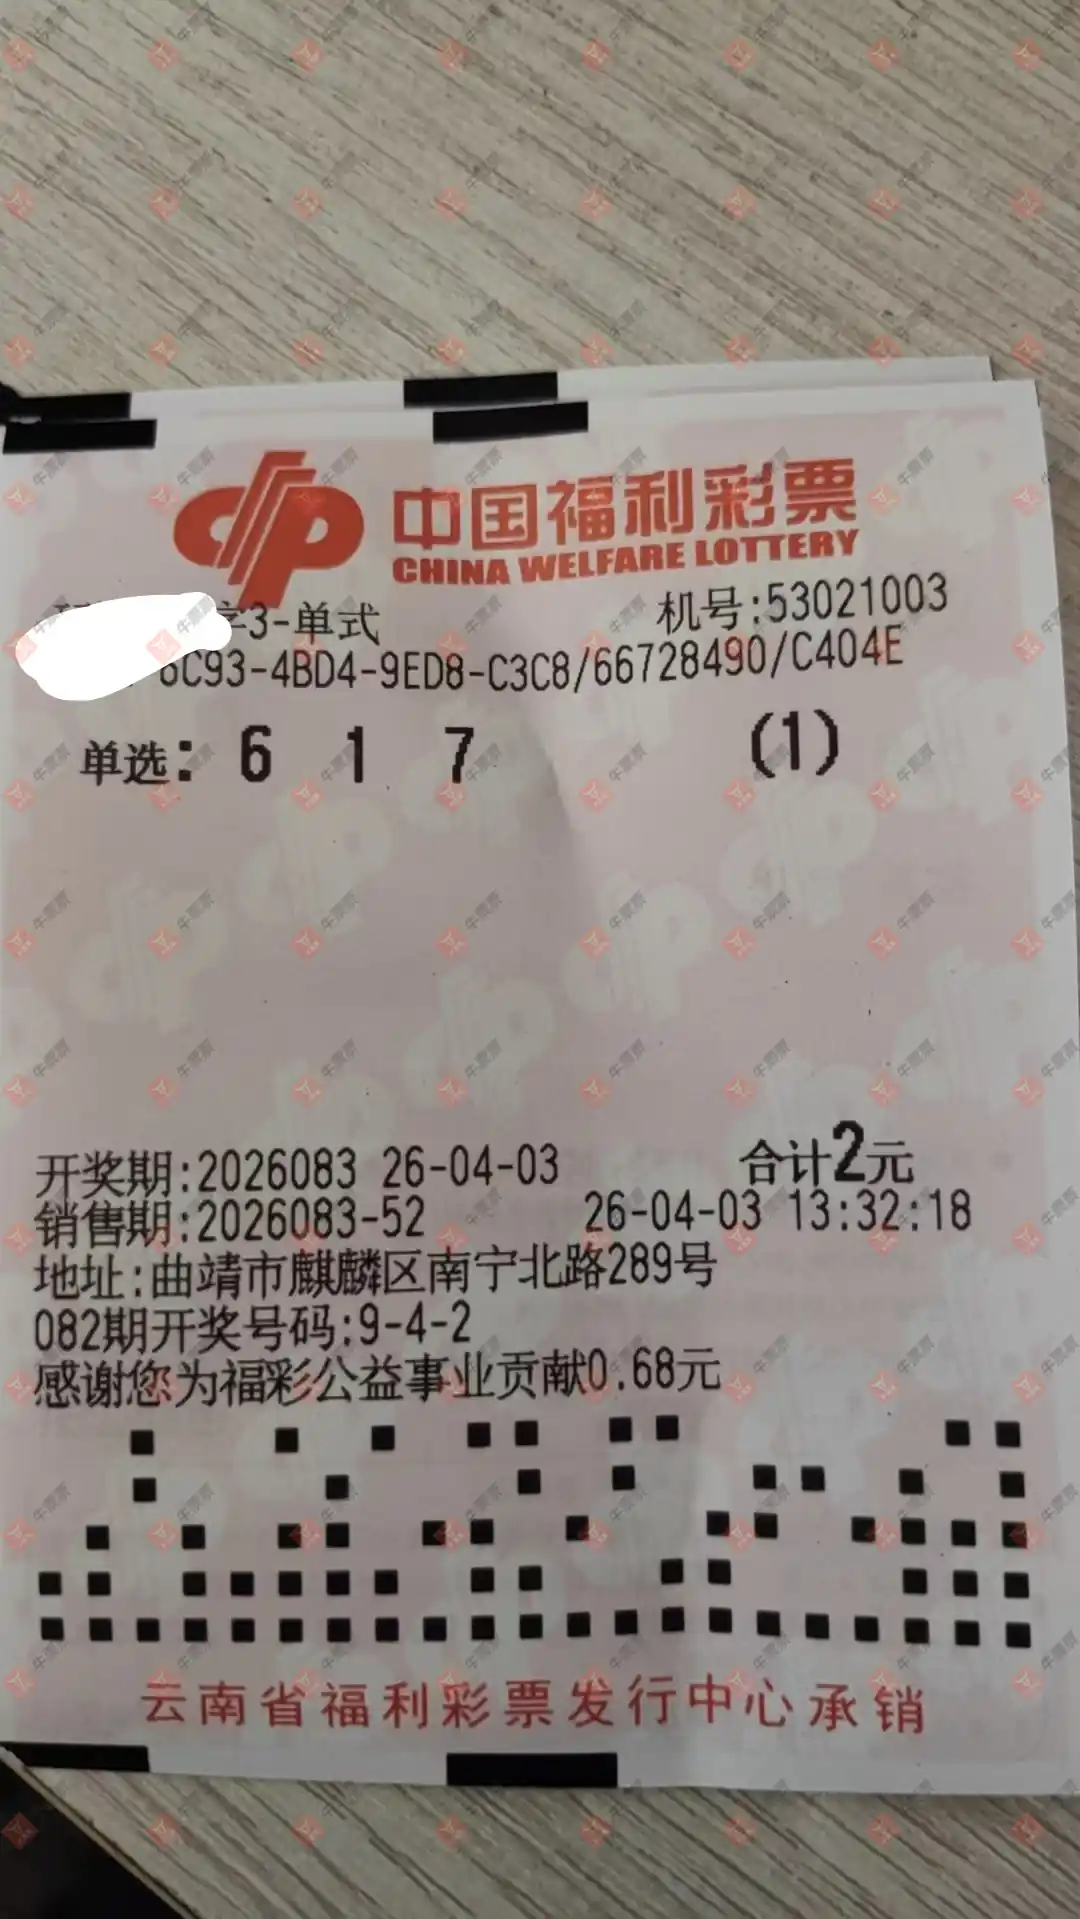 中国福利彩票
CHINA WELFARE LOTTERY
字3-单式 机号:53021003
6C93-4BD4-9ED8-C3C8/66728490/C404E
单选: 6 1 7 (1)
开奖期:2026083 26-04-03 合计2元
销售期:2026083-52 26-04-03 13:32:18
地址:曲靖市麒麟区南宁北路289号
082期开奖号码:9-4-2
感谢您为福彩公益事业贡献0.68元
云南省福利彩票发行中心承销
牛票票